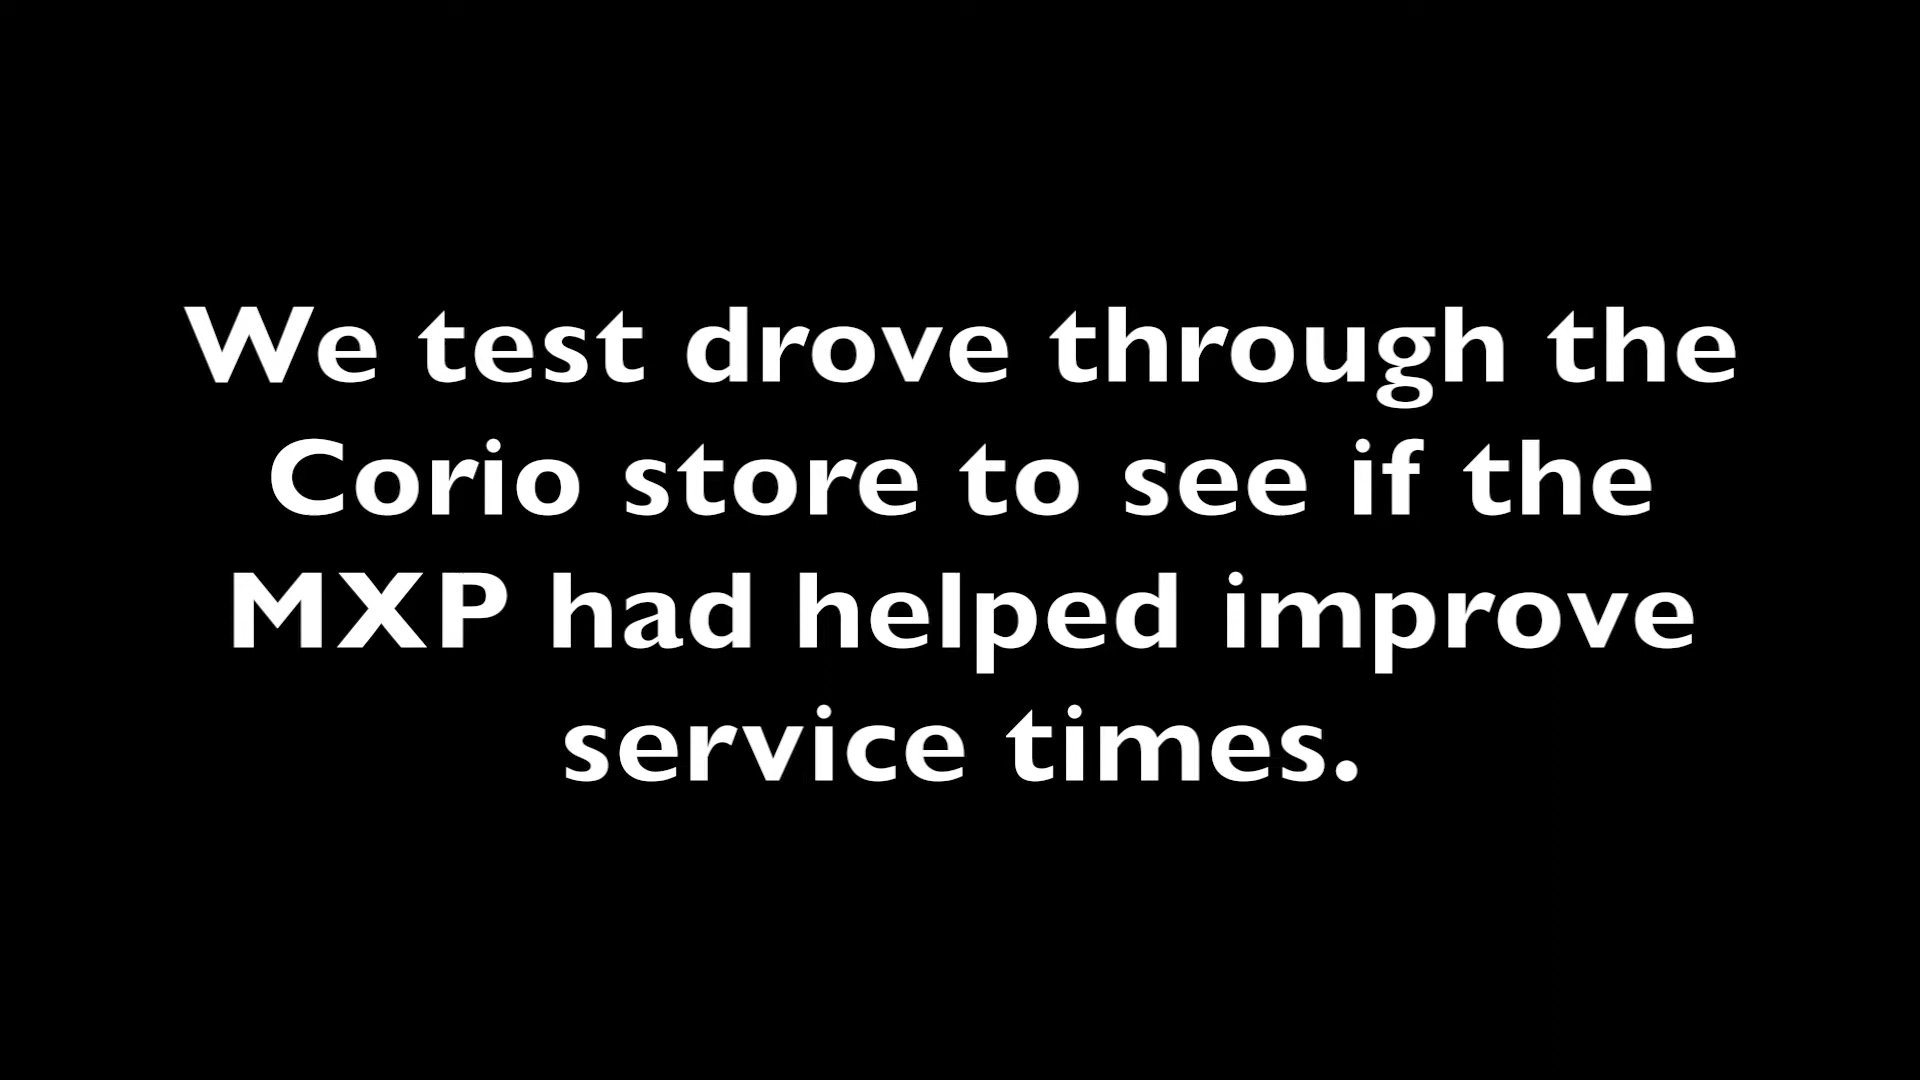 We test drove through the
Corio store to see if the
MXP had helped improve
service times.